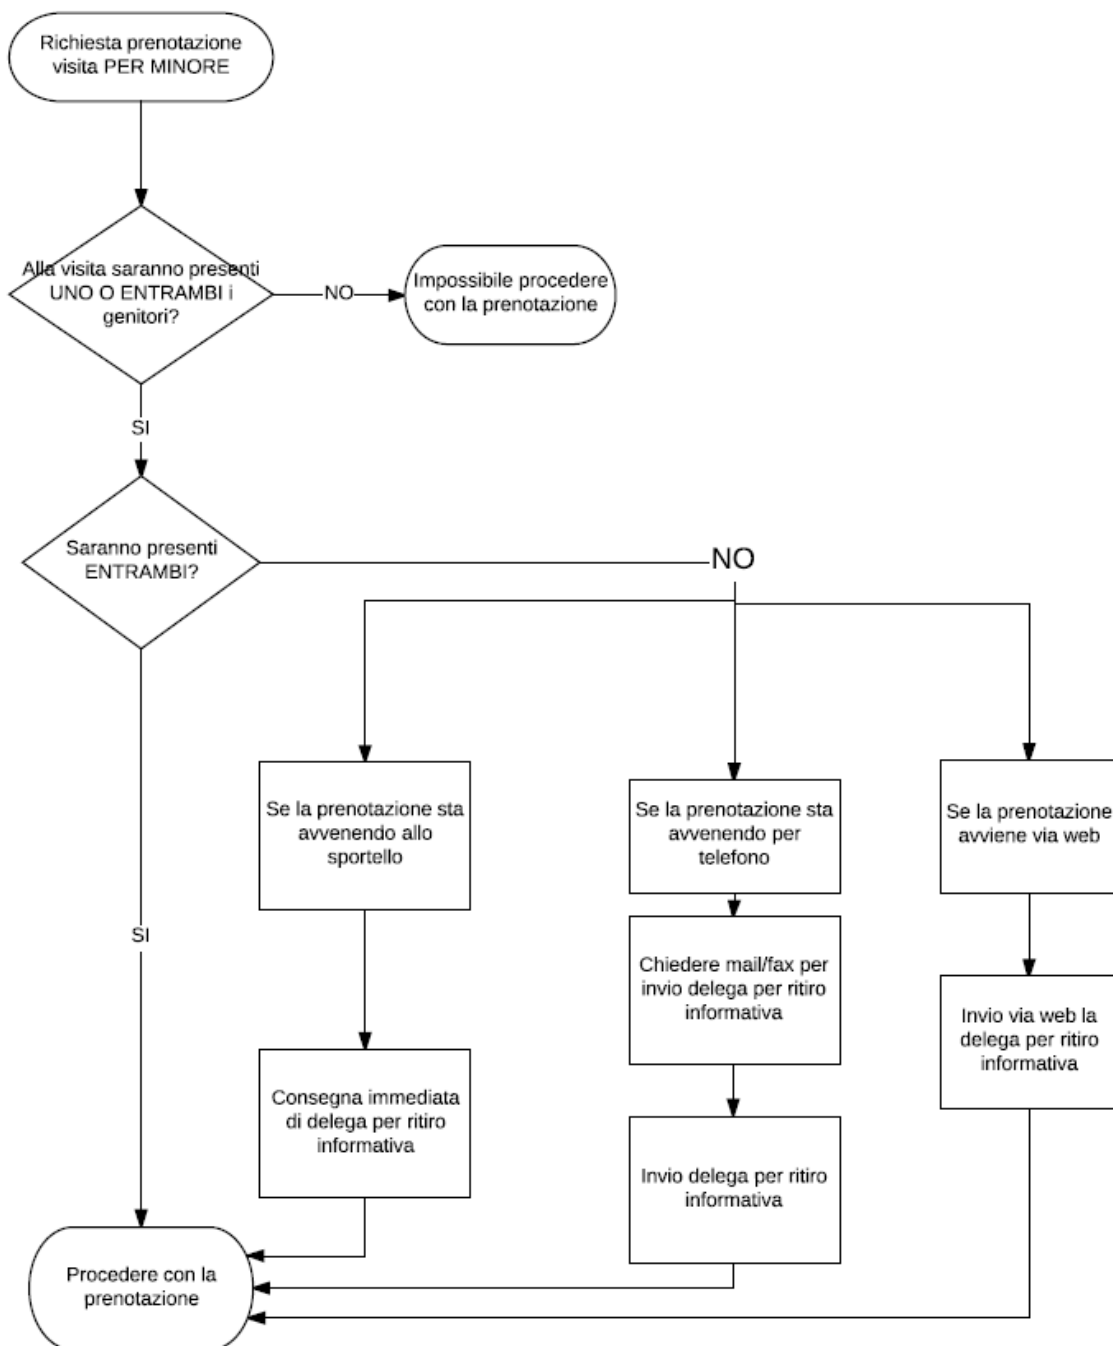 Richiesta prenotazione
visita PER MINORE
Alla visita saranno presenti
UNO O ENTRAMBI i
genitori?
NO
Impossibile procedere
con la prenotazione
SI
Saranno presenti
ENTRAMBI?
NO
Se la prenotazione sta
avvenendo allo
sportello
Se la prenotazione sta
avvenendo per
telefono
Se la prenotazione
avviene via web
SI
Chiedere mail/fax per
invio delega per ritiro
informativa
Invio via web la
delega per ritiro
informativa
Consegna immediata
di delega per ritiro
informativa
Invio delega per ritiro
informativa
Procedere con la
prenotazione